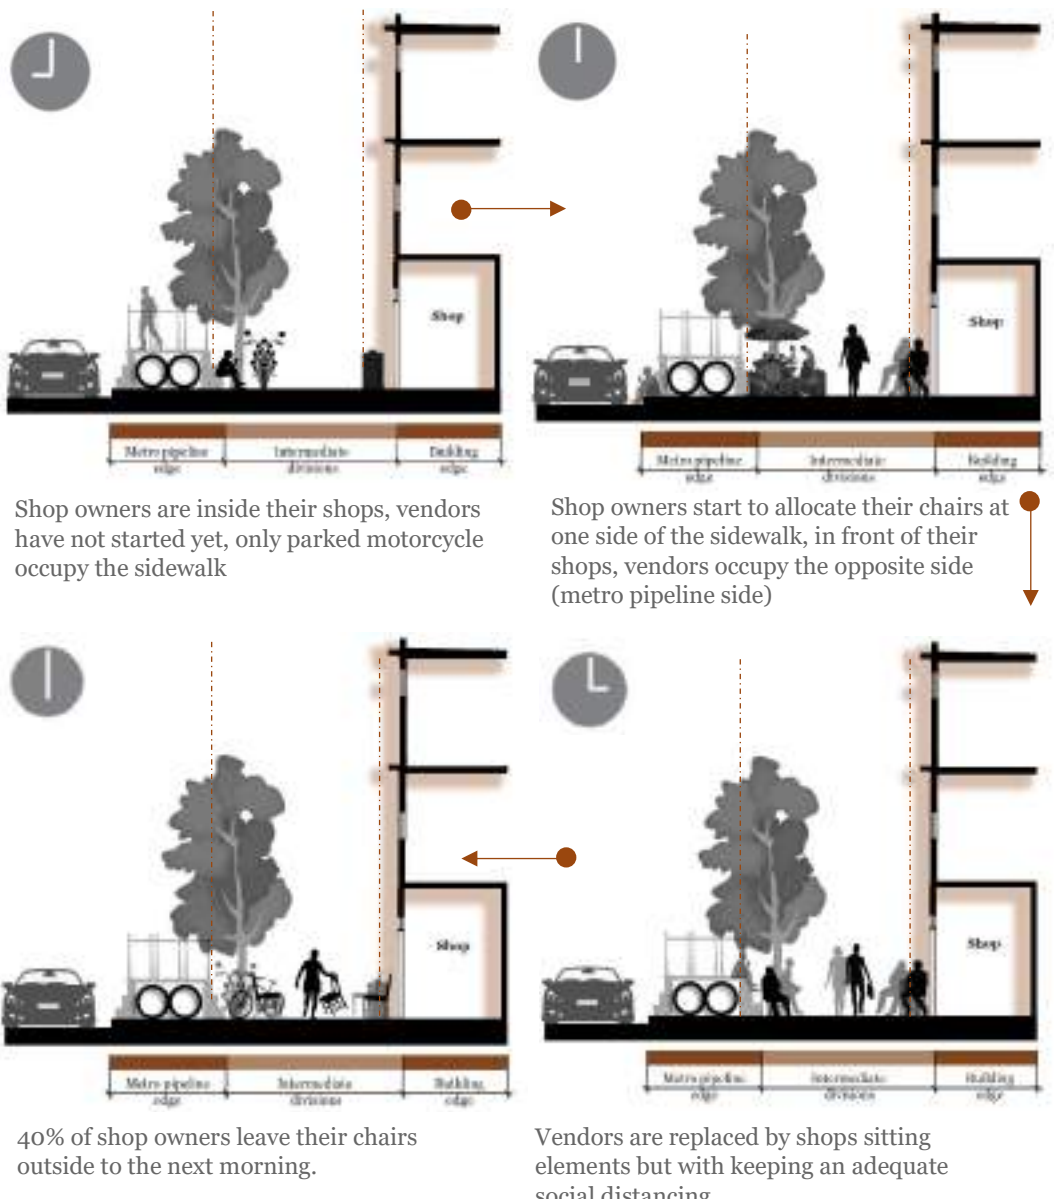 Shop
Metro pipeline
edge
Intermediate
divisions
Building
edge
Shop owners are inside their shops, vendors
have not started yet, only parked motorcycle
occupy the sidewalk
Shop
Metro pipeline
edge
Intermediate
divisions
Building
edge
Shop owners start to allocate their chairs at
one side of the sidewalk, in front of their
shops, vendors occupy the opposite side
(metro pipeline side)
Shop
Metro pipeline
edge
Intermediate
divisions
Building
edge
40% of shop owners leave their chairs
outside to the next morning.
Shop
Metro pipeline
edge
Intermediate
divisions
Building
edge
Vendors are replaced by shops sitting
elements but with keeping an adequate
social distancing